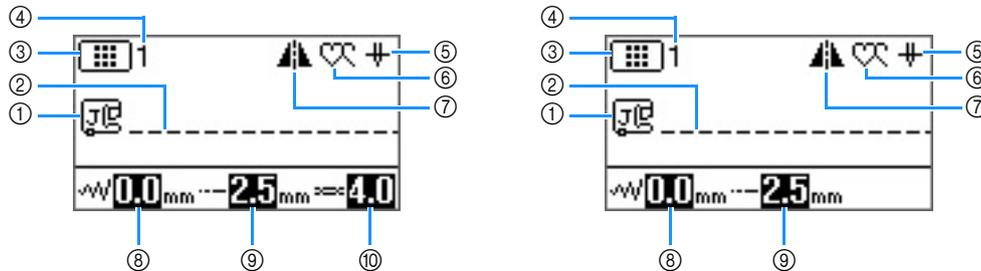 ④ ④
③ 1 ⑤ ③ 1 ⑤
② ⑥ ② ⑥
① J ⑦ ① J ⑦
0.0 mm 2.5 mm 4.0 0.0 mm 2.5 mm
⑧ ⑨ ⑩ ⑧ ⑨